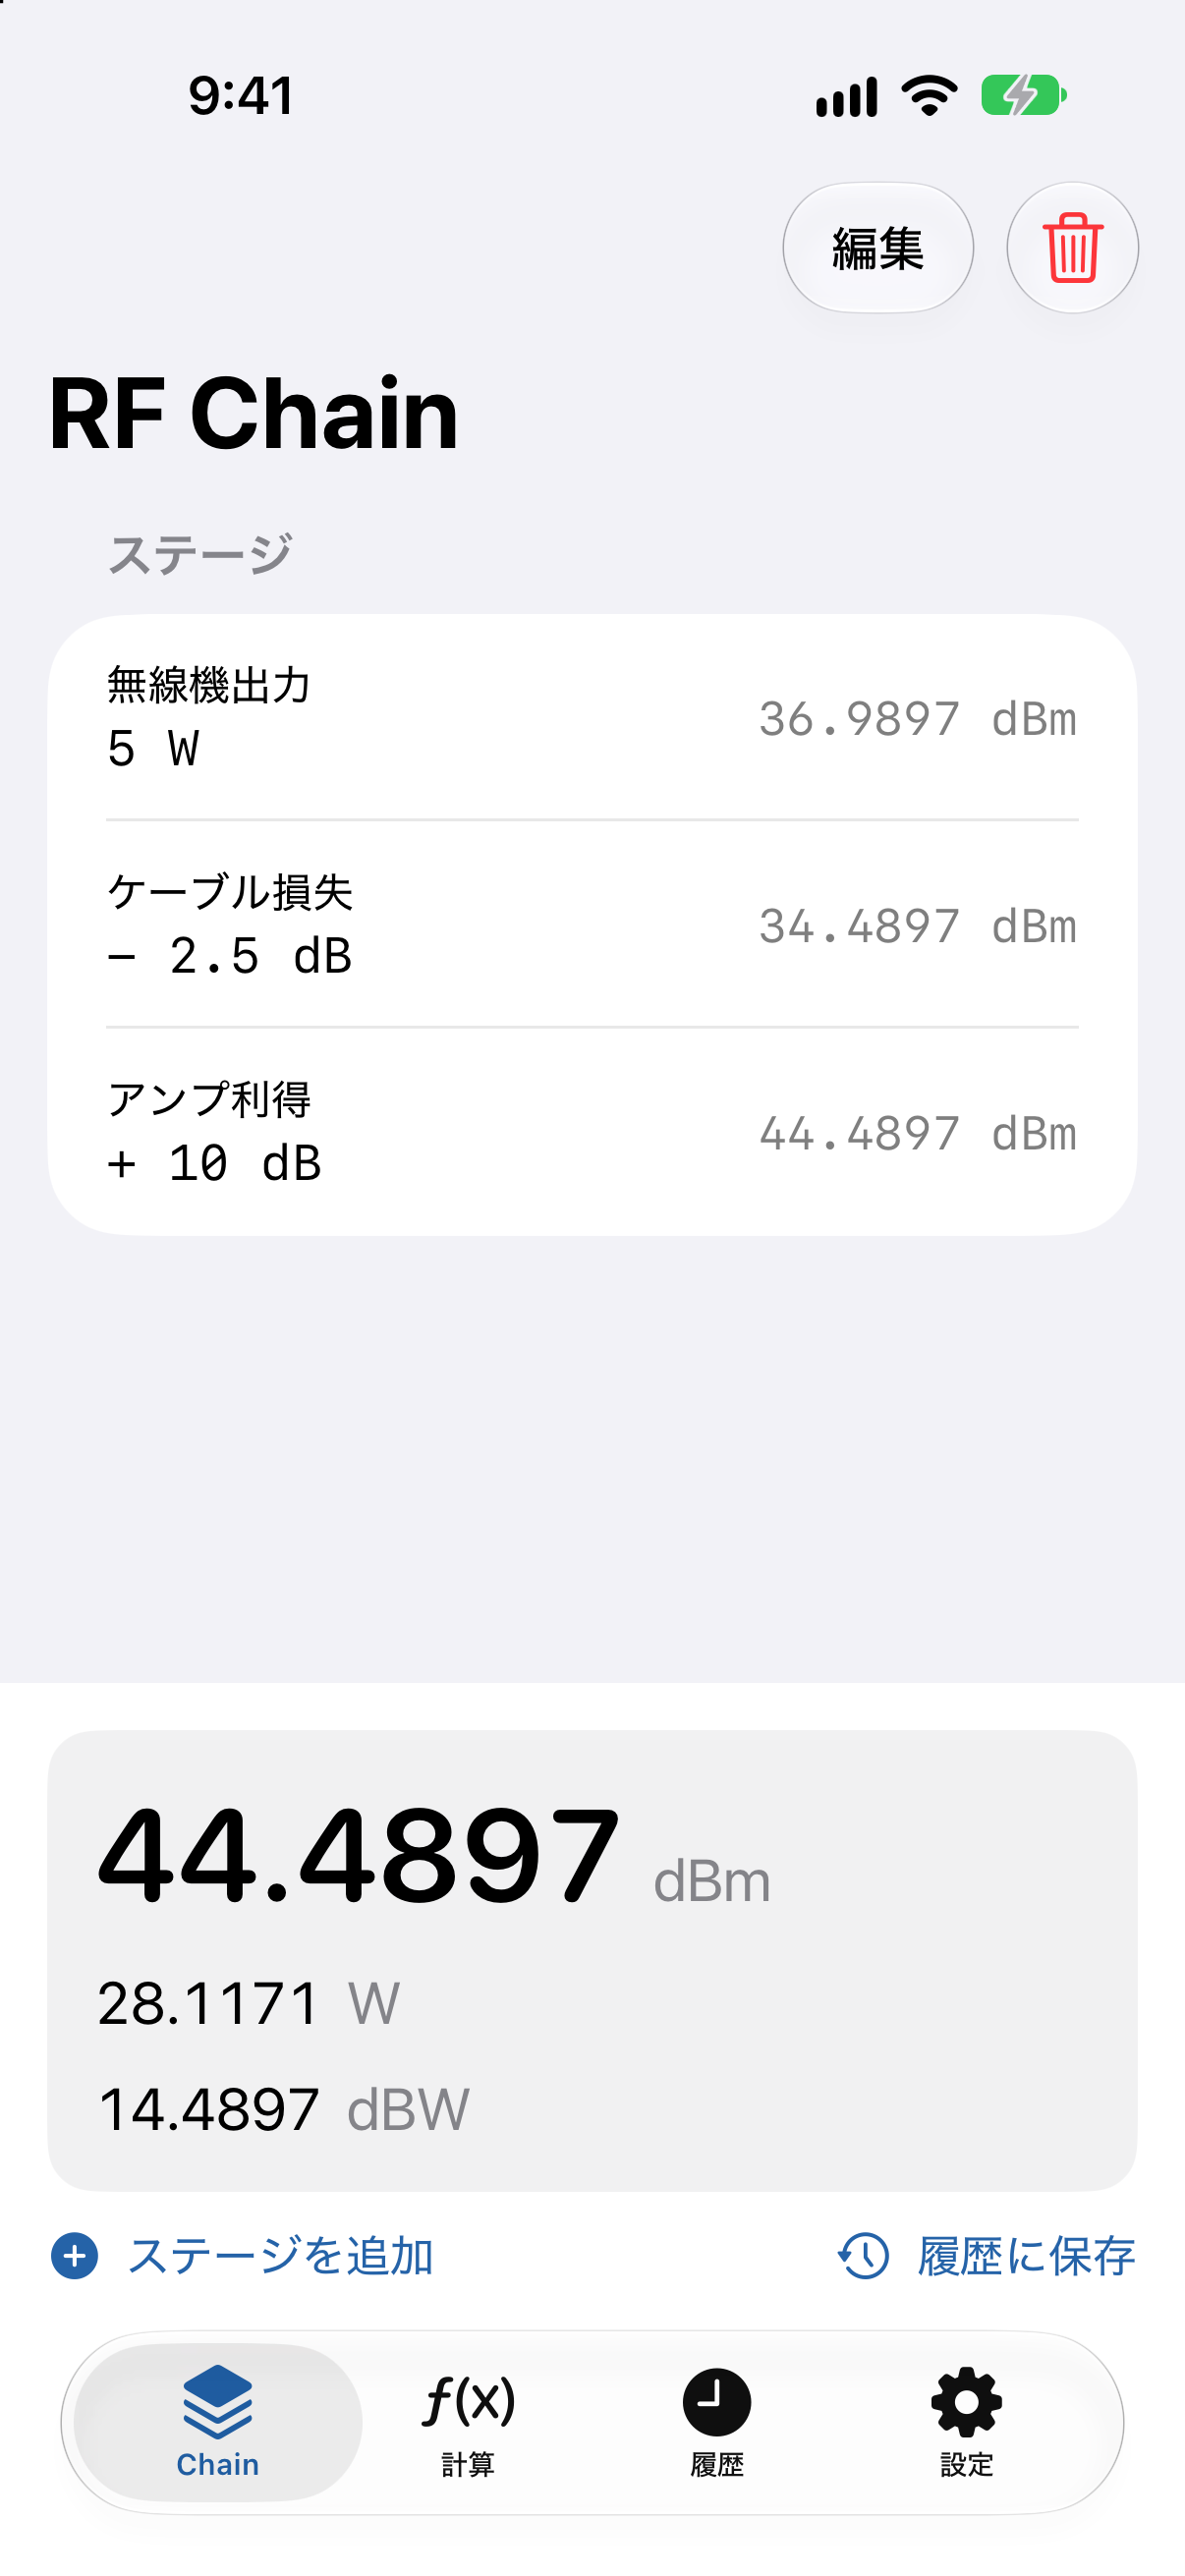 9:41
編集
RF Chain
ステージ
無線機出力
5 W
36.9897 dBm
ケーブル損失
− 2.5 dB
34.4897 dBm
アンプ利得
+ 10 dB
44.4897 dBm
44.4897 dBm
28.1171 W
14.4897 dBW
ステージを追加
履歴に保存
Chain
f(x)
計算
履歴
設定